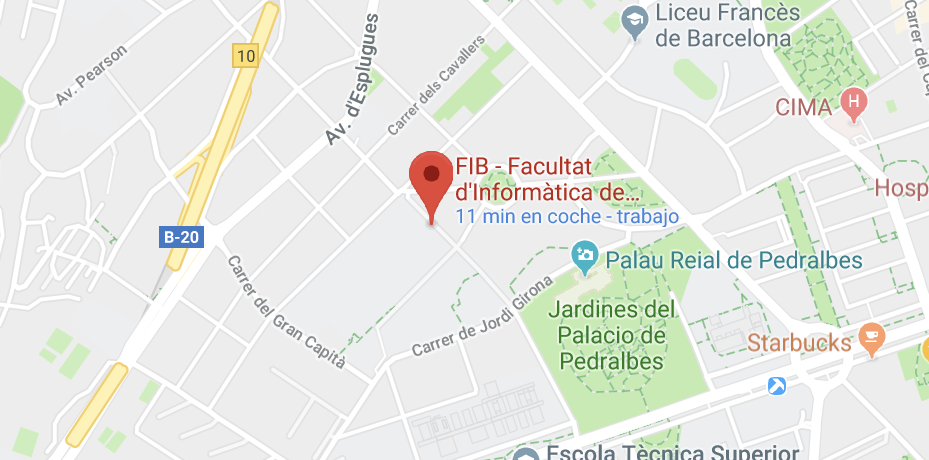 Liceu Francès
de Barcelona
10
Av. Pearson
Av. d'Esplugues
Carrer dels Cavallers
CIMA
H
FIB - Facultat
d'Informàtica de...
11 min en coche - trabajo
Hosp
B-20
Palau Reial de Pedralbes
Carrer del Gran Capità
Carrer de Jordi Girona
Jardines del
Palacio de
Pedralbes
Starbucks
Escola Tècnica Superior
Carrer del Ca